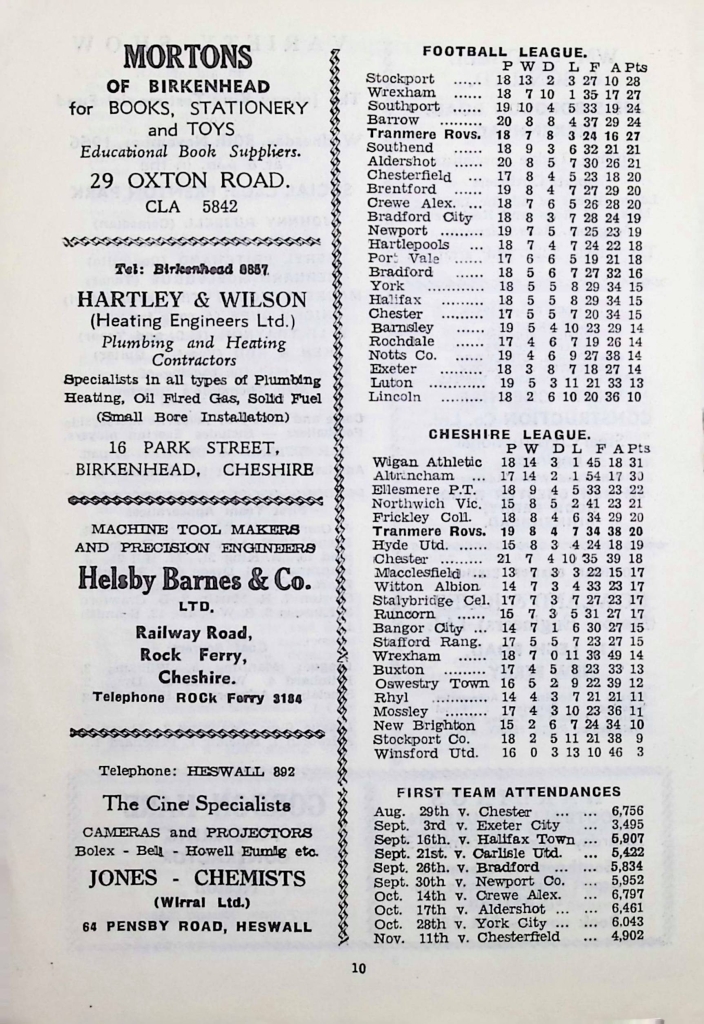 MORTONS
OF BIRKENHEAD
for BOOKS, STATIONERY
and TOYS
Educational Book Suppliers.
29 OXTON ROAD.
CLA 5842
Tel: Birkenhead 8857
HARTLEY & WILSON
(Heating Engineers Ltd.)
Plumbing and Heating
Contractors
Specialists in all types of Plumbing
Heating, Oil Fired Gas, Solid Fuel
(Small Bore Installation)
16 PARK STREET,
BIRKENHEAD, CHESHIRE
MACHINE TOOL MAKERS
AND PRECISION ENGINEERS
Helsby Barnes & Co.
LTD.
Railway Road,
Rock Ferry,
Cheshire.
Telephone ROCk Ferry 3184
Telephone: HESWALL 892
The Cine Specialists
CAMERAS and PROJECTORS
Bolex - Bell - Howell Eumig etc.
JONES - CHEMISTS
(Wirral Ltd.)
64 PENSBY ROAD, HESWALL
FOOTBALL LEAGUE.
P W D L F A Pts
Stockport ...... 18 13 2 3 27 10 28
Wrexham ...... 18 7 10 1 35 17 27
Southport ...... 19 10 4 5 33 19 24
Barrow ......... 20 8 8 4 37 29 24
Tranmere Rovs. 18 7 8 3 24 16 27
Southend ...... 18 9 3 6 32 21 21
Aldershot ...... 20 8 5 7 30 26 21
Chesterfield ... 17 8 4 5 23 18 20
Brentford ...... 19 8 4 7 27 29 20
Crewe Alex. ... 18 7 6 5 26 28 20
Bradford City 18 8 3 7 28 24 19
Newport ......... 19 7 5 7 25 23 19
Hartlepools ... 18 7 4 7 24 22 18
Port Vale ...... 17 6 6 5 19 21 18
Bradford ...... 18 5 6 7 27 32 16
York ............ 18 5 5 8 29 34 15
Halifax ......... 18 5 5 8 29 34 15
Chester ......... 17 5 5 7 20 34 15
Barnsley ...... 19 5 4 10 23 29 14
Rochdale ...... 17 4 6 7 19 26 14
Notts Co. ...... 19 4 6 9 27 38 14
Exeter ......... 18 3 8 7 18 27 14
Luton ............ 19 5 3 11 21 33 13
Lincoln ......... 18 2 6 10 20 36 10
CHESHIRE LEAGUE.
P W D L F A Pts
Wigan Athletic 18 14 3 1 45 18 31
Altrincham ... 17 14 2 1 54 17 30
Ellesmere P.T. 18 9 4 5 33 23 22
Northwich Vic. 15 8 5 2 41 23 21
Frickley Coll. 18 8 4 6 34 29 20
Tranmere Rovs. 19 8 4 7 34 38 20
Hyde Utd. ...... 15 8 3 4 24 18 19
Chester ......... 21 7 4 10 35 39 18
Macclesfield ... 13 7 3 3 22 15 17
Witton Albion 14 7 3 4 33 23 17
Stalybridge Cel. 17 7 3 7 27 23 17
Runcorn ...... 15 7 3 5 31 27 17
Bangor City ... 14 7 1 6 30 27 15
Stafford Rang. 17 5 5 7 23 27 15
Wrexham ...... 18 7 0 11 38 49 14
Buxton ......... 17 4 5 8 23 33 13
Oswestry Town 16 5 2 9 22 39 12
Rhyl ............ 14 4 3 7 21 21 11
Mossley ......... 17 4 3 10 23 36 11
New Brighton 15 2 6 7 24 34 10
Stockport Co. 18 2 5 11 21 38 9
Winsford Utd. 16 0 3 13 10 46 3
FIRST TEAM ATTENDANCES
Aug. 29th v. Chester ... ... 6,756
Sept. 3rd v. Exeter City ... 3,495
Sept. 16th. v. Halifax Town ... 5,907
Sept. 21st. v. Carlisle Utd. ... 5,422
Sept. 26th. v. Bradford ... ... 5,834
Sept. 30th v. Newport Co. ... 5,952
Oct. 14th v. Crewe Alex. ... 6,797
Oct. 17th v. Aldershot ... ... 6,461
Oct. 28th v. York City ... ... 6,043
Nov. 11th v. Chesterfield ... 4,902
10